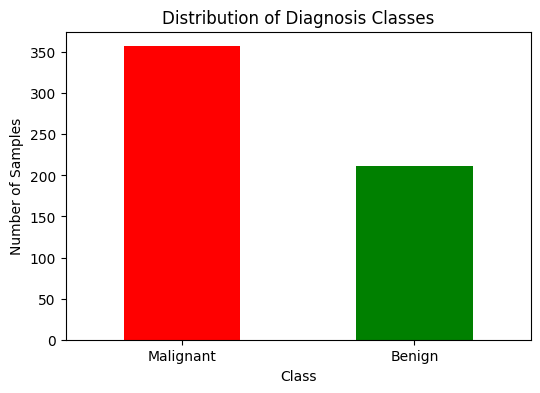 Distribution of Diagnosis Classes
350
300
250
200
150
100
50
0
Number of Samples
Malignant
Benign
Class